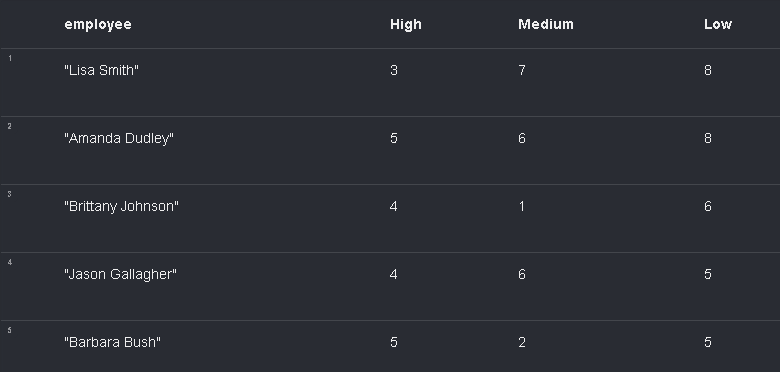 employee High Medium Low
1 "Lisa Smith" 3 7 8
2 "Amanda Dudley" 5 6 8
3 "Brittany Johnson" 4 1 6
4 "Jason Gallagher" 4 6 5
5 "Barbara Bush" 5 2 5